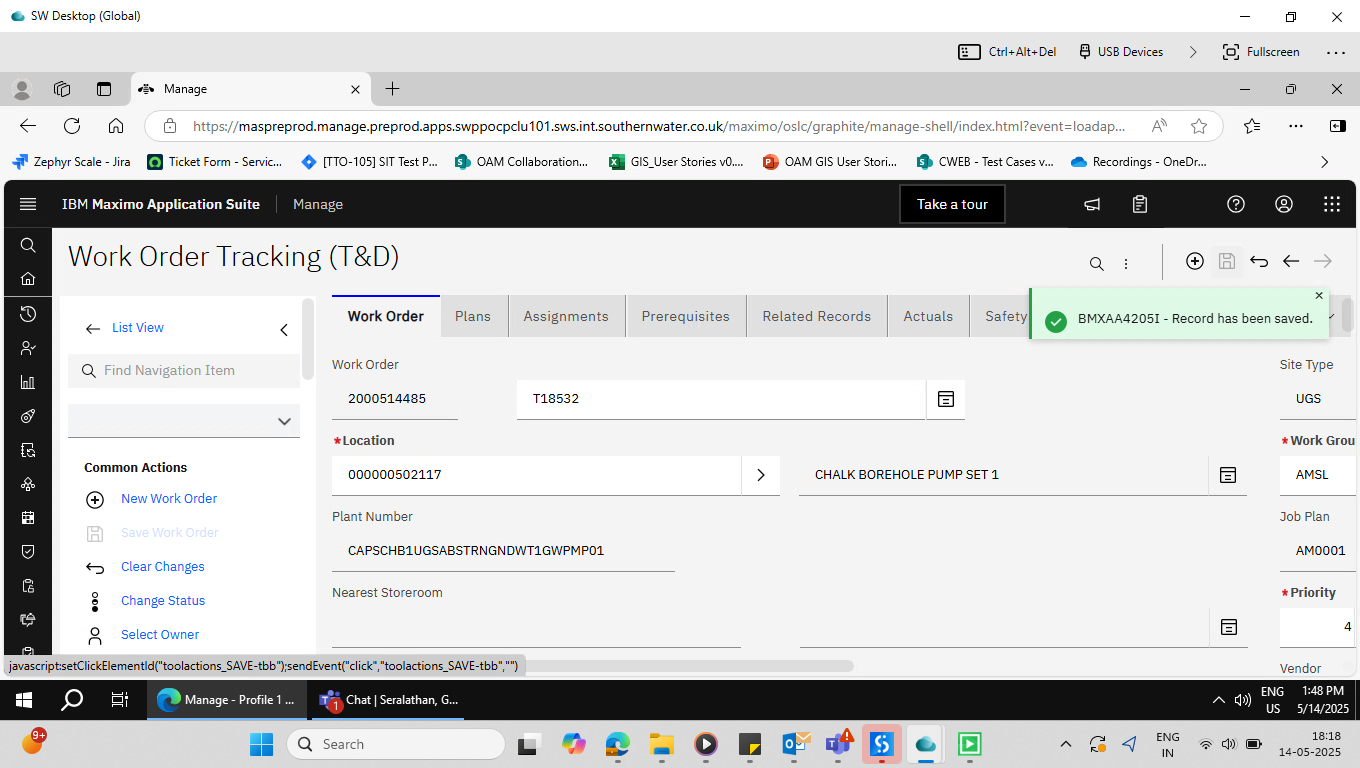 SW Desktop (Global)
Ctrl+Alt+Del
USB Devices
Fullscreen
Manage
https://maspreprod.manage.preprod.apps.swppocpclu101.sws.int.southernwater.co.uk/maximo/oslc/graphite/manage-shell/index.html?event=loadap...
Zephyr Scale - Jira
Ticket Form - Servic...
[TTO-105] SIT Test P...
OAM Collaboration...
GIS_User Stories v0....
OAM GIS User Stori...
CWEB - Test Cases v...
Recordings - OneDr...
IBM Maximo Application Suite
Manage
Take a tour
Work Order Tracking (T&D)
List View
Find Navigation Item
Common Actions
New Work Order
Save Work Order
Clear Changes
Change Status
Select Owner
Work Order
Plans
Assignments
Prerequisites
Related Records
Actuals
Safety
BMXAA4205I - Record has been saved.
Work Order
2000514485
T18532
Site Type
UGS
*Location
000000502117
CHALK BOREHOLE PUMP SET 1
*Work Grou
AMSL
Plant Number
CAPSCHB1UGSABSTRNGNDWT1GWPMP01
Job Plan
AM0001
Nearest Storeroom
*Priority
4
Vendor
javascript:setClickElementId("toolactions_SAVE-tbb");sendEvent("click","toolactions_SAVE-tbb","")
Manage - Profile 1 ...
1
Chat | Seralathan, G...
ENG
US
1:48 PM
5/14/2025
9+
Search
ENG
IN
18:18
14-05-2025